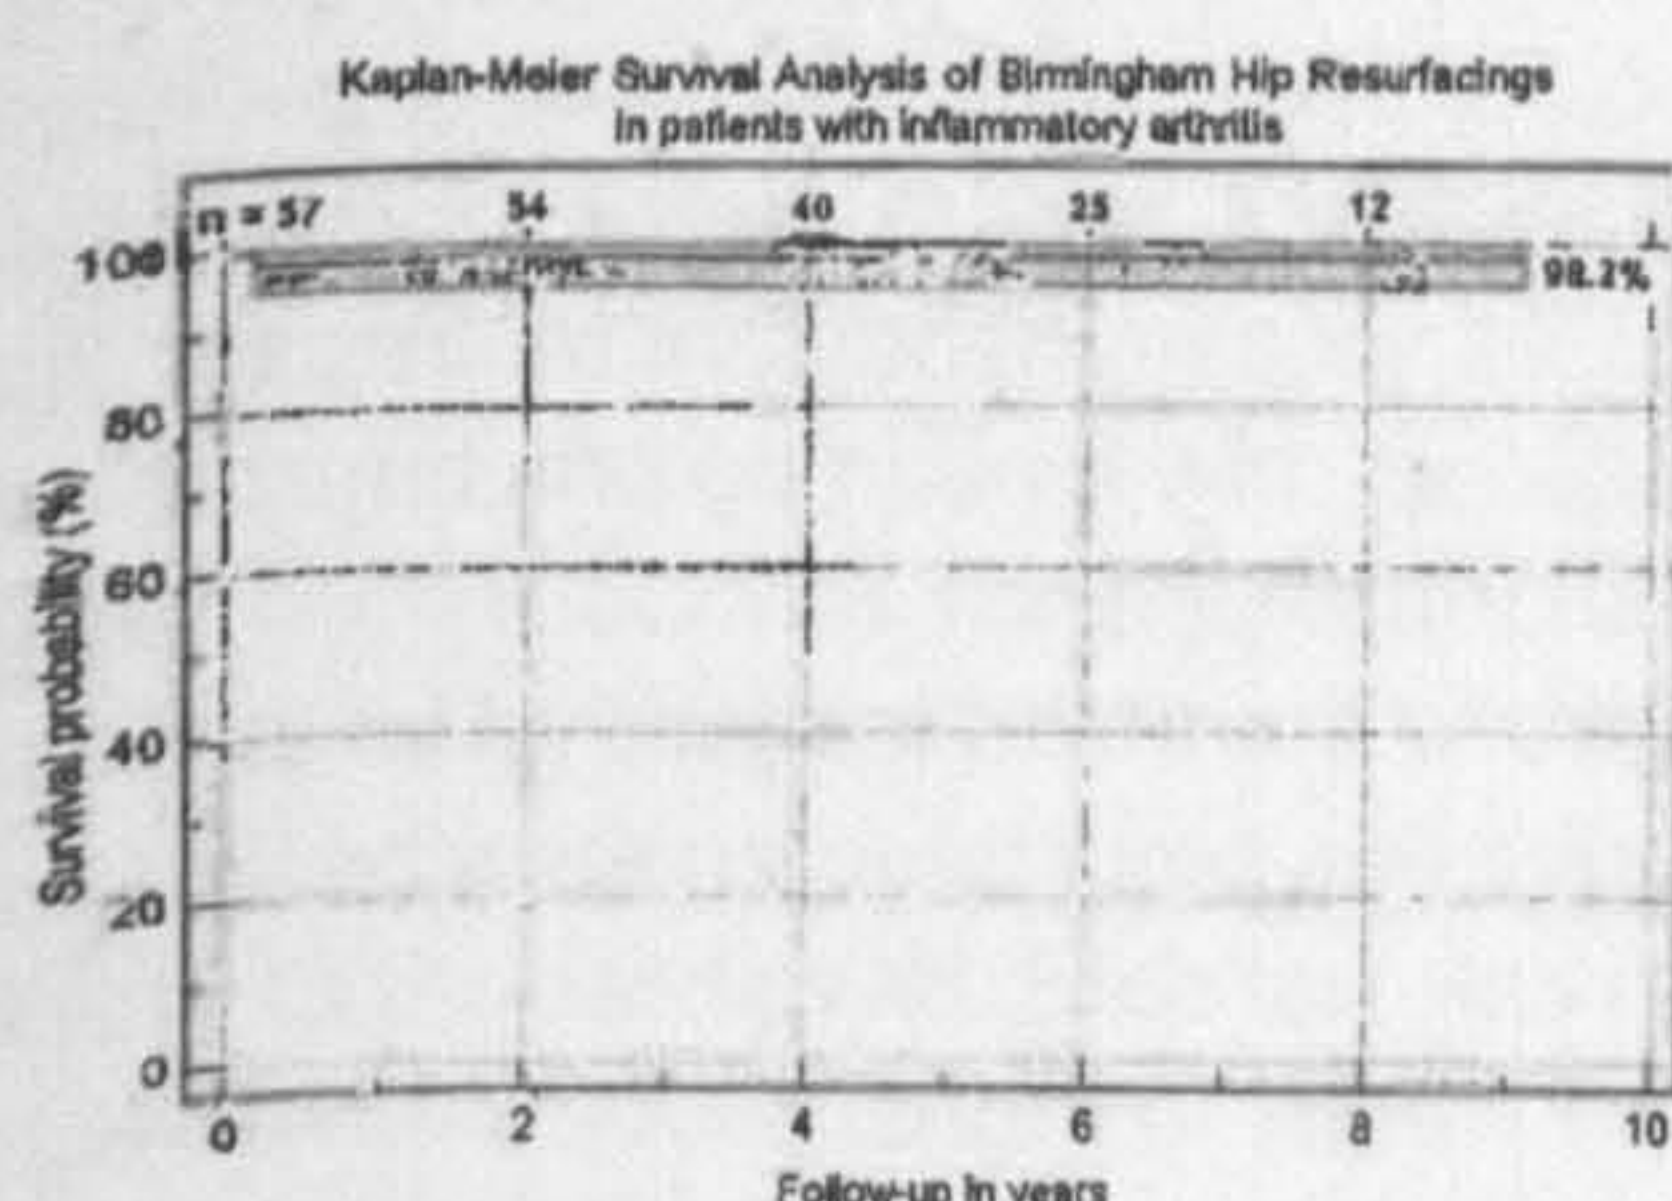 Kaplan-Meier Survival Analysis of Birmingham Hip Resurfacings
in patients with inflammatory arthritis
n = 57 54 40 25 12
100
98.2%
80
60
40
20
0
Survival probability (%)
0 2 4 6 8 10
Follow-up in years